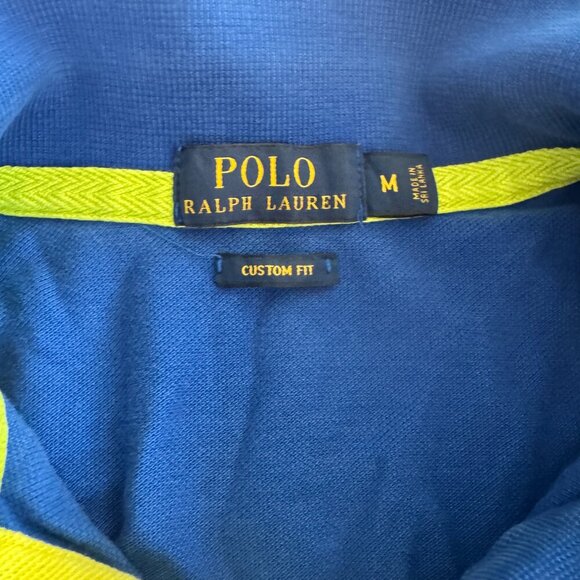 POLO
RALPH LAUREN
M
MADE IN
SRI LANKA
CUSTOM FIT